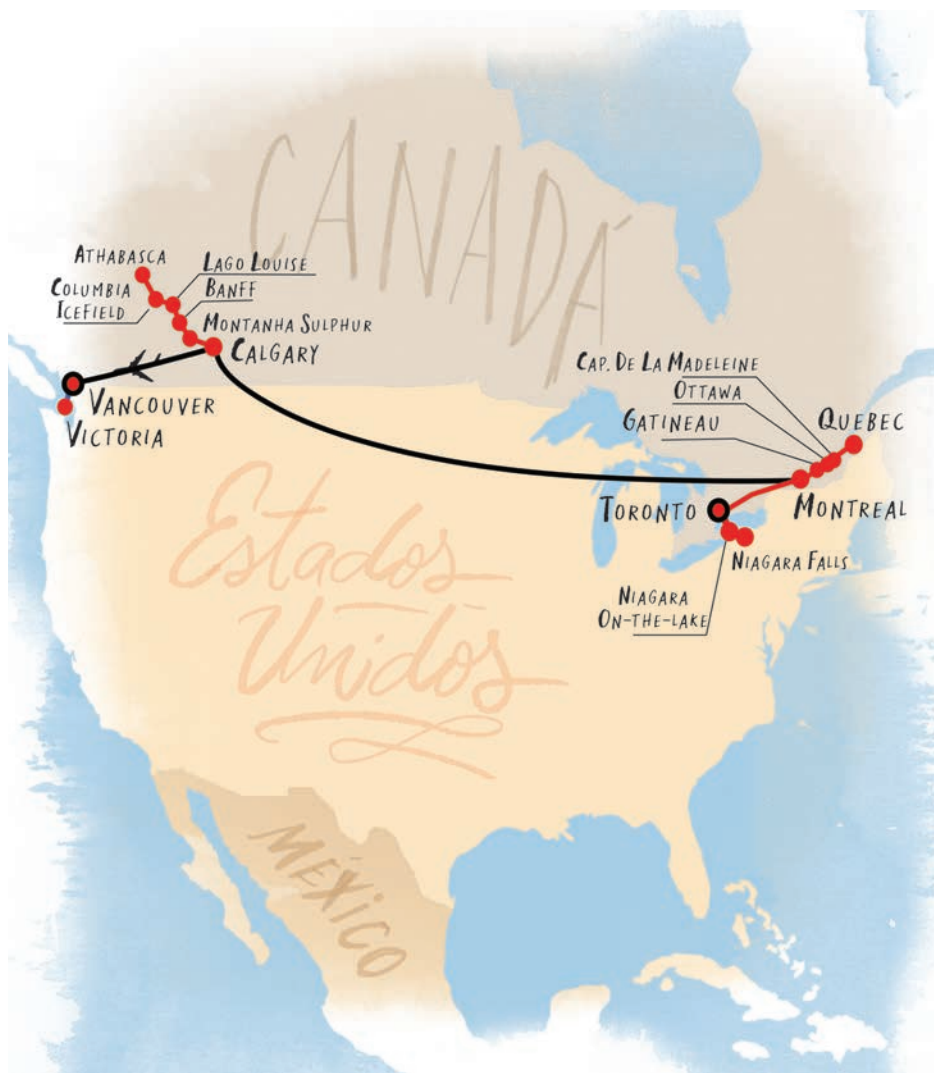 CANADÁ
ATHABASCA
LAGO LOUISE
COLUMBIA
ICEFIELD
BANFF
MONTANHA SULPHUR
CALGARY
VANCOUVER
VICTORIA
CAP. DE LA MADELEINE
OTTAWA
GATINEAU
QUEBEC
TORONTO
MONTREAL
NIAGARA FALLS
NIAGARA
ON-THE-LAKE
Estados
Unidos
MÉXICO